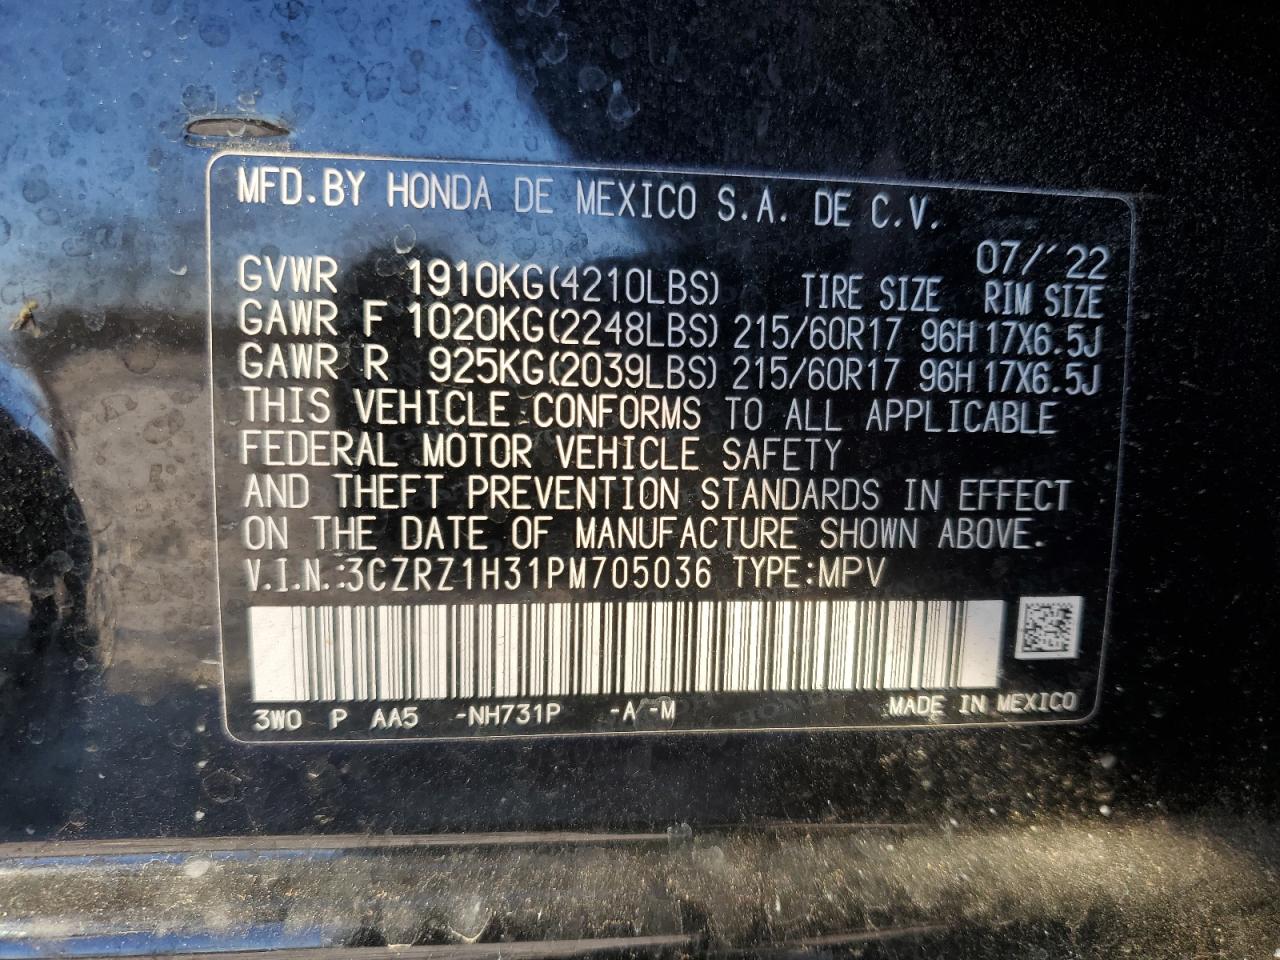 MFD.BY HONDA DE MEXICO S.A. DE C.V.
07/'22
GVWR 1910KG(4210LBS) TIRE SIZE RIM SIZE
GAWR F 1020KG(2248LBS) 215/60R17 96H 17X6.5J
GAWR R 925KG(2039LBS) 215/60R17 96H 17X6.5J
THIS VEHICLE CONFORMS TO ALL APPLICABLE
FEDERAL MOTOR VEHICLE SAFETY
AND THEFT PREVENTION STANDARDS IN EFFECT
ON THE DATE OF MANUFACTURE SHOWN ABOVE.
V.I.N.:3CZRZ1H31PM705036 TYPE:MPV
3W0 P AA5 -NH731P -A -M MADE IN MEXICO